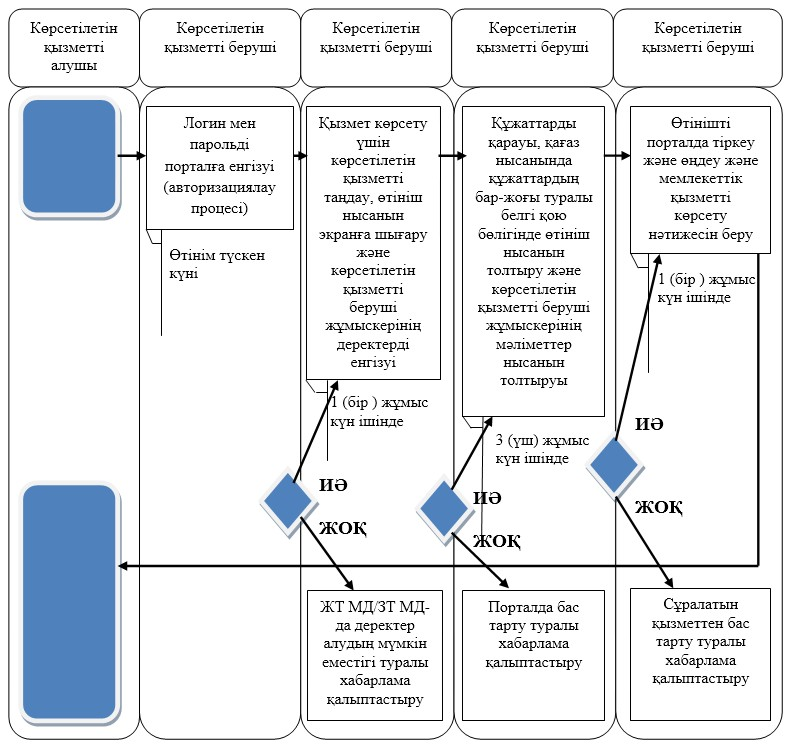 Көрсетілетін
қызметті
алушы
Көрсетілетін
қызметті беруші
Көрсетілетін
қызметті беруші
Көрсетілетін
қызметті беруші
Көрсетілетін
қызметті беруші
Логин мен
парольді
порталға енгізуі
(авторизациялау
процесі)
Өтінім түскен
күні
Қызмет көрсету
үшін
көрсетілетін
қызметті
таңдау, өтініш
нысанын
экранға шығару
және
көрсетілетін
қызметті
беруші
жұмыскерінің
деректерді
енгізуі
1 (бір ) жұмыс
күн ішінде
Құжаттарды
қарауы, қағаз
нысанында
құжаттардың
бар-жоғы туралы
белгі қою
бөлігінде өтініш
нысанын
толтыру және
көрсетілетін
қызметті беруші
жұмыскерінің
мәліметтер
нысанын
толтыруы
3 (үш) жұмыс
күн ішінде
Өтінішті
порталда тіркеу
және өңдеу және
мемлекеттік
қызметті
көрсету
нәтижесін беру
1 (бір ) жұмыс
күн ішінде
ИӘ
ЖОҚ
ИӘ
ЖОҚ
ИӘ
ЖОҚ
ЖТ МД/ЗТ МД-
да деректер
алудың мүмкін
еместігі туралы
хабарлама
қалыптастыру
Порталда бас
тарту туралы
хабарлама
қалыптастыру
Сұралатын
қызметтен бас
тарту туралы
хабарлама
қалыптастыру